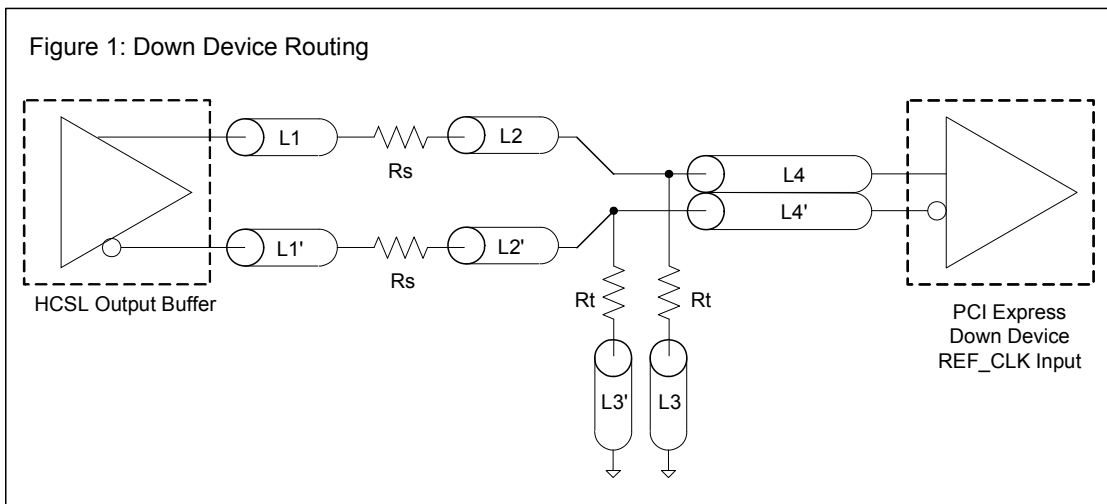 Figure 1: Down Device Routing
L1
Rs
L2
L4
L4'
L1'
Rs
L2'
HCSL Output Buffer
Rt
Rt
L3'
L3
PCI Express
Down Device
REF_CLK Input